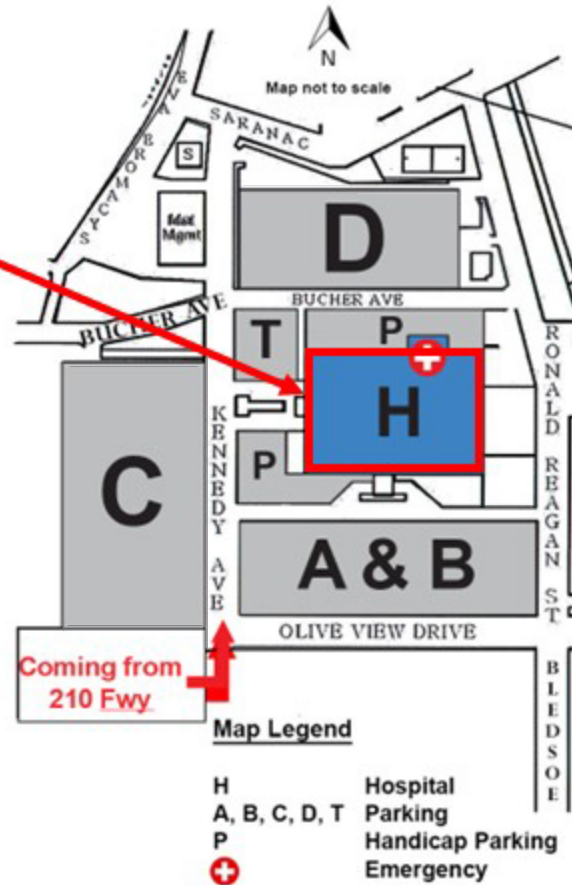 N
Map not to scale
SARANAC
SYCAMORE AVE
S
Mat
Mgmt
D
BUCHER AVE
BUCHER AVE
T
P
H
RONALD REAGAN ST
KENNEDY AVE
C
P
A & B
OLIVE VIEW DRIVE
Coming from
210 Fwy
BLEDSOE
Map Legend
H Hospital
A, B, C, D, T Parking
P Handicap Parking
Emergency